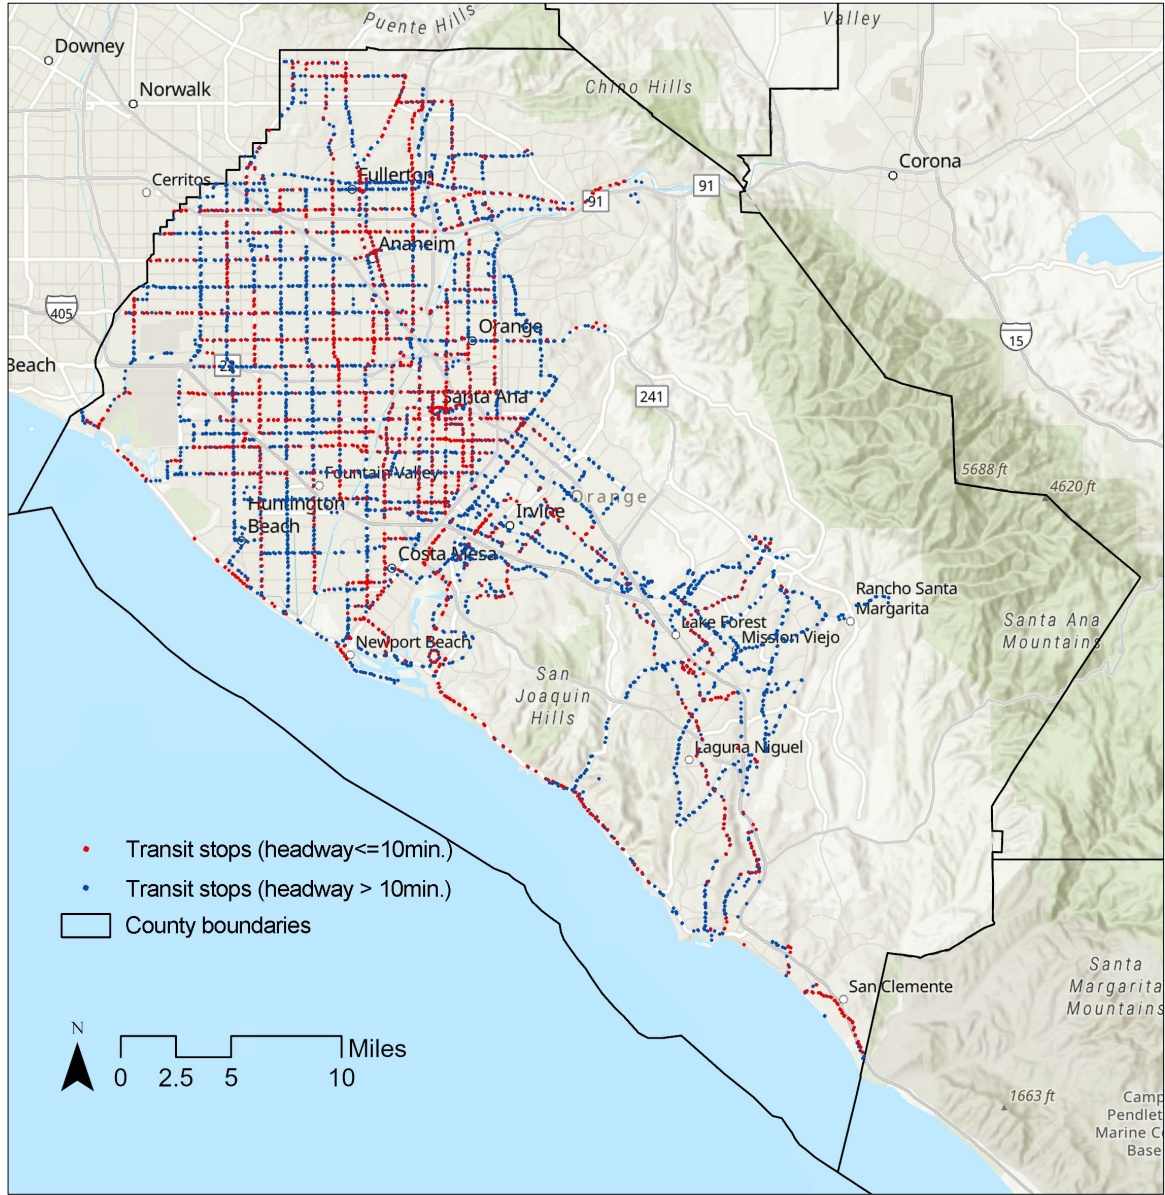 Puente Hills
Valley
Downey
Chino Hills
Norwalk
Corona
Cerritos
Fullerton
91
91
Anaheim
405
Orange
15
Beach
22
241
Santa Ana
5688 ft
Fountain Valley
4620 ft
Orange
Huntington
Beach
Irvine
Costa Mesa
Rancho Santa
Margarita
Lake Forest
Santa Ana
Mountains
Newport Beach
Mission Viejo
San
Joaquin
Hills
Laguna Niguel
Transit stops (headway<=10min.)
Transit stops (headway > 10min.)
County boundaries
San Clemente
Santa
Margarita
Mountains
N
Miles
0 2.5 5 10
1663 ft
Camp
Pendlet
Marine C
Base